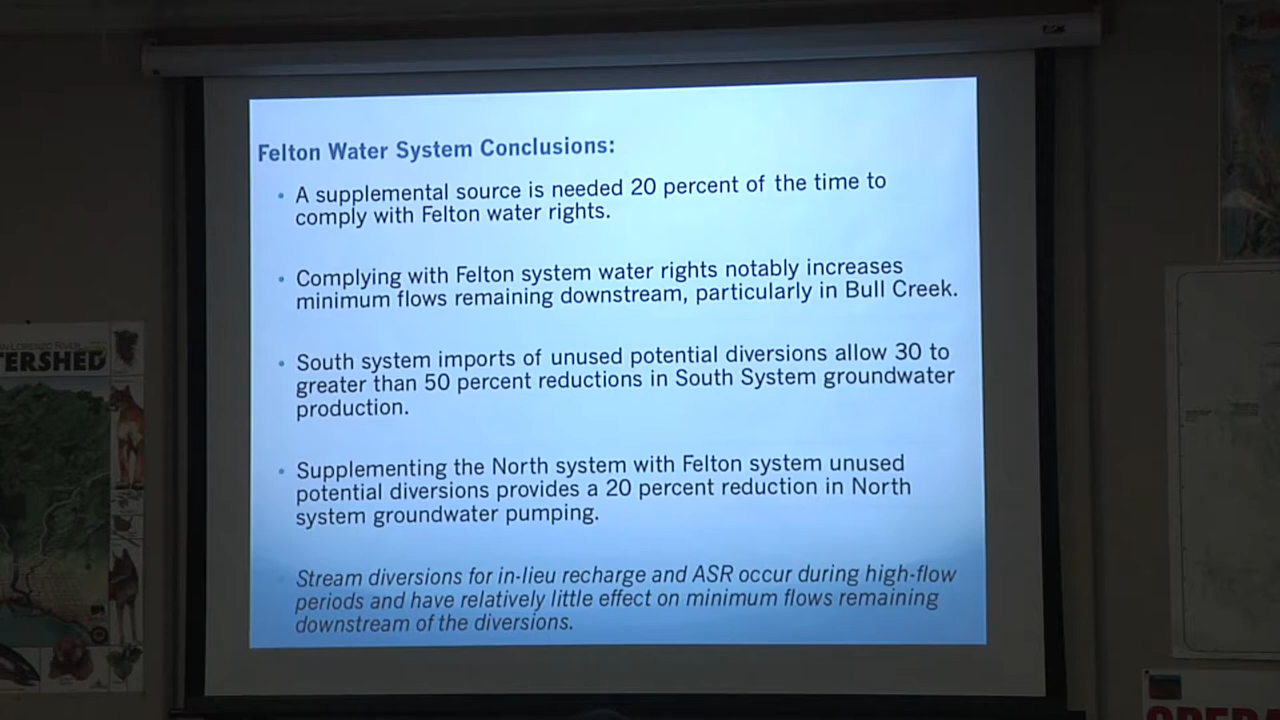 Felton Water System Conclusions:
• A supplemental source is needed 20 percent of the time to
comply with Felton water rights.
• Complying with Felton system water rights notably increases
minimum flows remaining downstream, particularly in Bull Creek.
• South system imports of unused potential diversions allow 30 to
greater than 50 percent reductions in South System groundwater
production.
• Supplementing the North system with Felton system unused
potential diversions provides a 20 percent reduction in North
system groundwater pumping.
Stream diversions for in-lieu recharge and ASR occur during high-flow
periods and have relatively little effect on minimum flows remaining
downstream of the diversions.
LORENZO RIVER
TERSHED